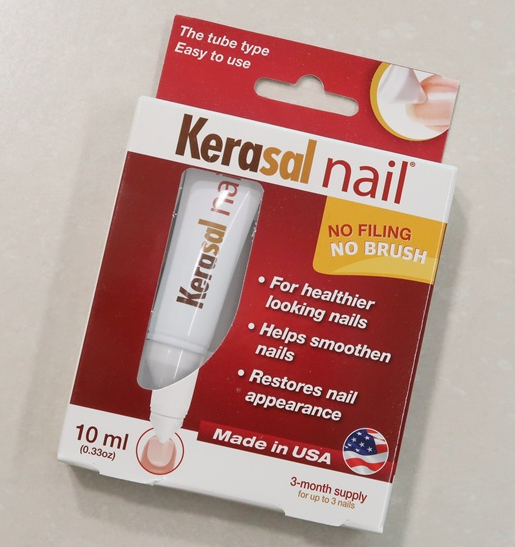 The tube type
Easy to use
Kerasal nail®
NO FILING
NO BRUSH
Kerasal na
• For healthier
looking nails
• Helps smoothen
nails
• Restores nail
appearance
Made in USA
10 ml
(0.33oz)
3-month supply
for up to 3 nails